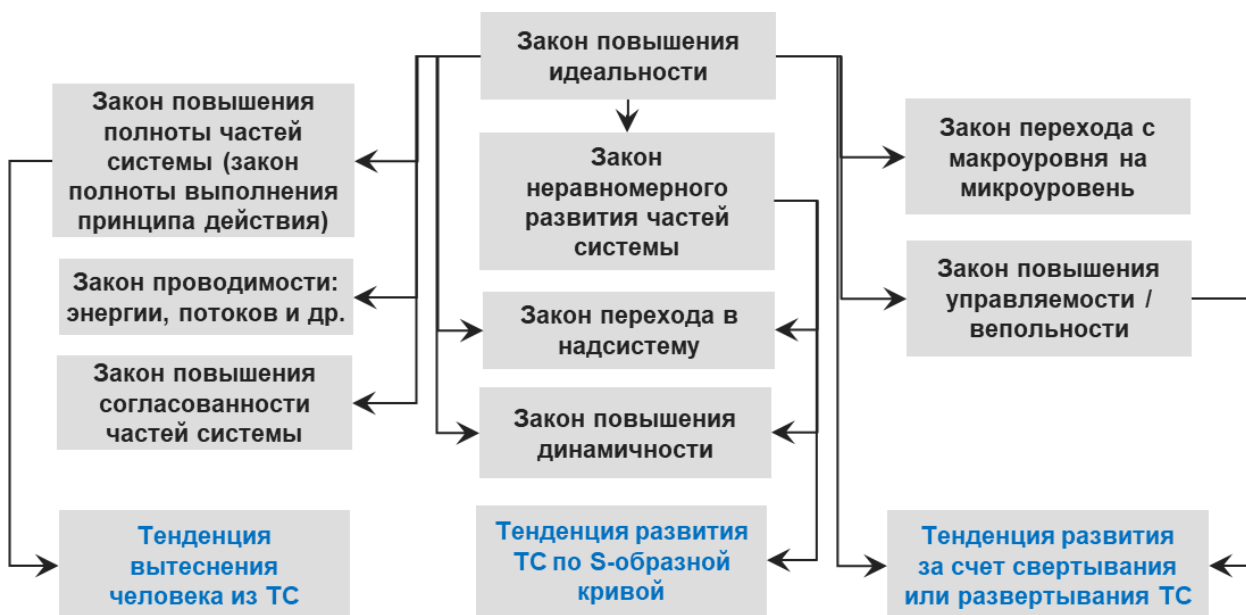 Закон повышения
идеальности
Закон повышения
полноты частей
системы (закон
полноты выполнения
принципа действия)
Закон
неравномерного
развития частей
системы
Закон перехода с
макроуровня на
микроуровень
Закон проводимости:
энергии, потоков и др.
Закон перехода в
надсистему
Закон повышения
управляемости /
вепольности
Закон повышения
согласованности
частей системы
Закон повышения
динамичности
Тенденция
вытеснения
человека из ТС
Тенденция развития
ТС по S-образной
кривой
Тенденция развития
за счет свертывания
или развертывания ТС